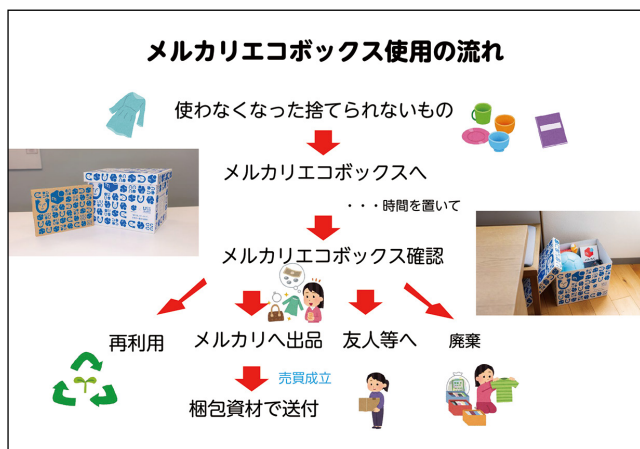 メルカリエコボックス使用の流れ
使わなくなった捨てられないもの
メルカリエコボックスへ
・・・時間を置いて
メルカリエコボックス確認
再利用 メルカリへ出品 友人等へ 廃棄
売買成立
梱包資材で送付